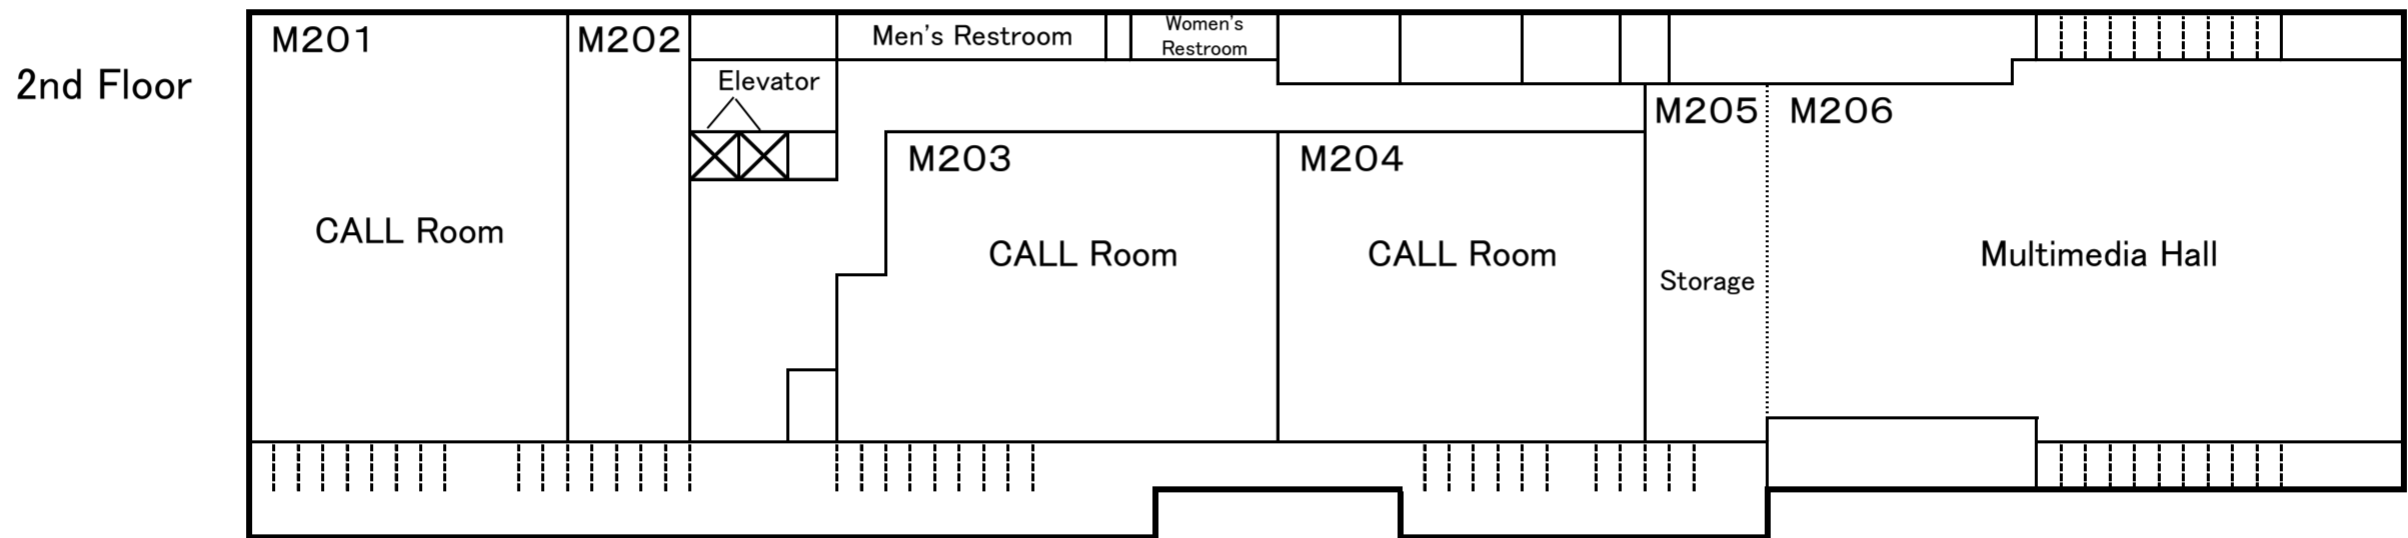 2nd Floor
M201
CALL Room
M202
Elevator
Men's Restroom
Women's
Restroom
M203
CALL Room
M204
CALL Room
M205
Storage
M206
Multimedia Hall